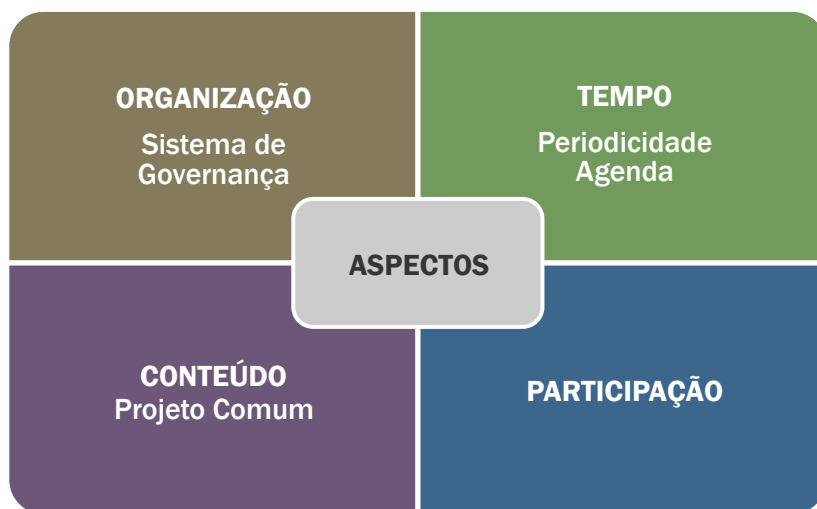 ORGANIZAÇÃO
Sistema de
Governança
TEMPO
Periodicidade
Agenda
ASPECTOS
CONTEÚDO
Projeto Comum
PARTICIPAÇÃO